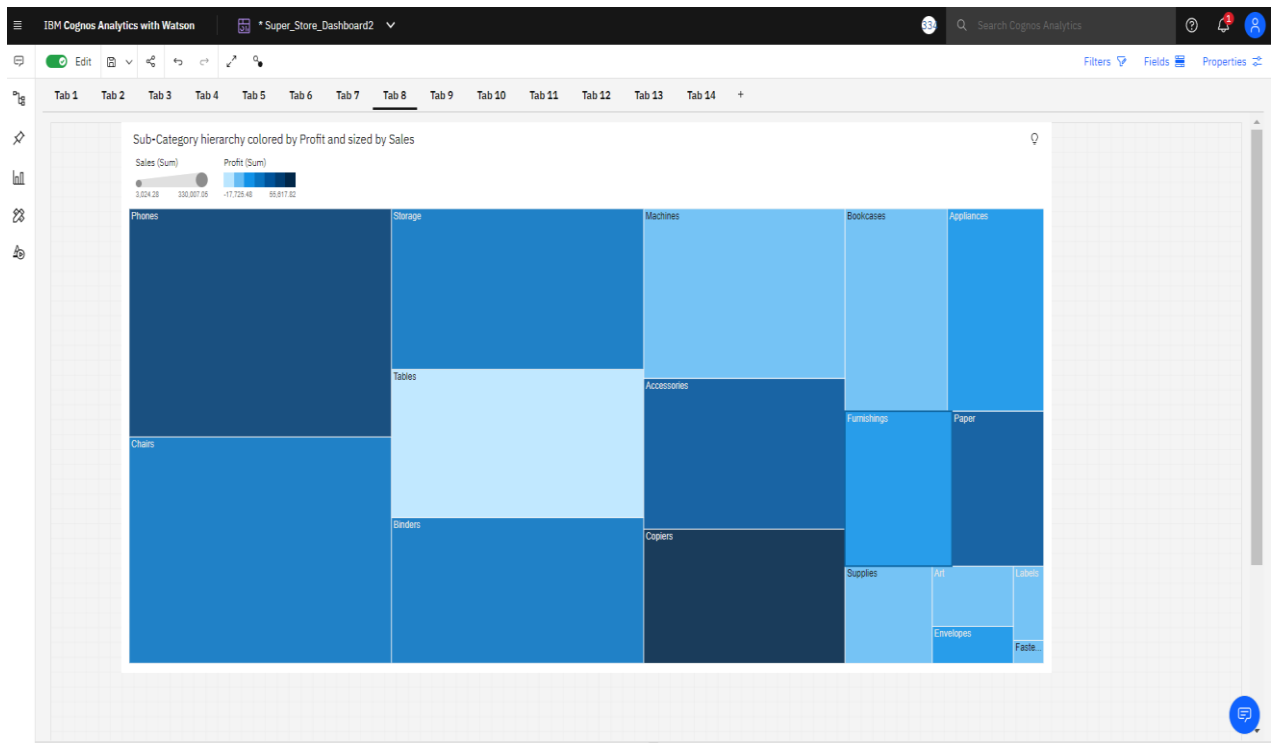 IBM Cognos Analytics with Watson
* Super_Store_Dashboard2
334
Search Cognos Analytics
1
Edit
Filters
Fields
Properties
Tab 1 Tab 2 Tab 3 Tab 4 Tab 5 Tab 6 Tab 7 Tab 8 Tab 9 Tab 10 Tab 11 Tab 12 Tab 13 Tab 14 +
Sub-Category hierarchy colored by Profit and sized by Sales
Sales (Sum) Profit (Sum)
3,024.28 330,007.05 -17,725.48 55,617.82
Phones
Storage
Machines
Bookcases
Appliances
Tables
Accessories
Furnishings
Paper
Chairs
Binders
Copiers
Supplies
Art
Labels
Envelopes
Faste...